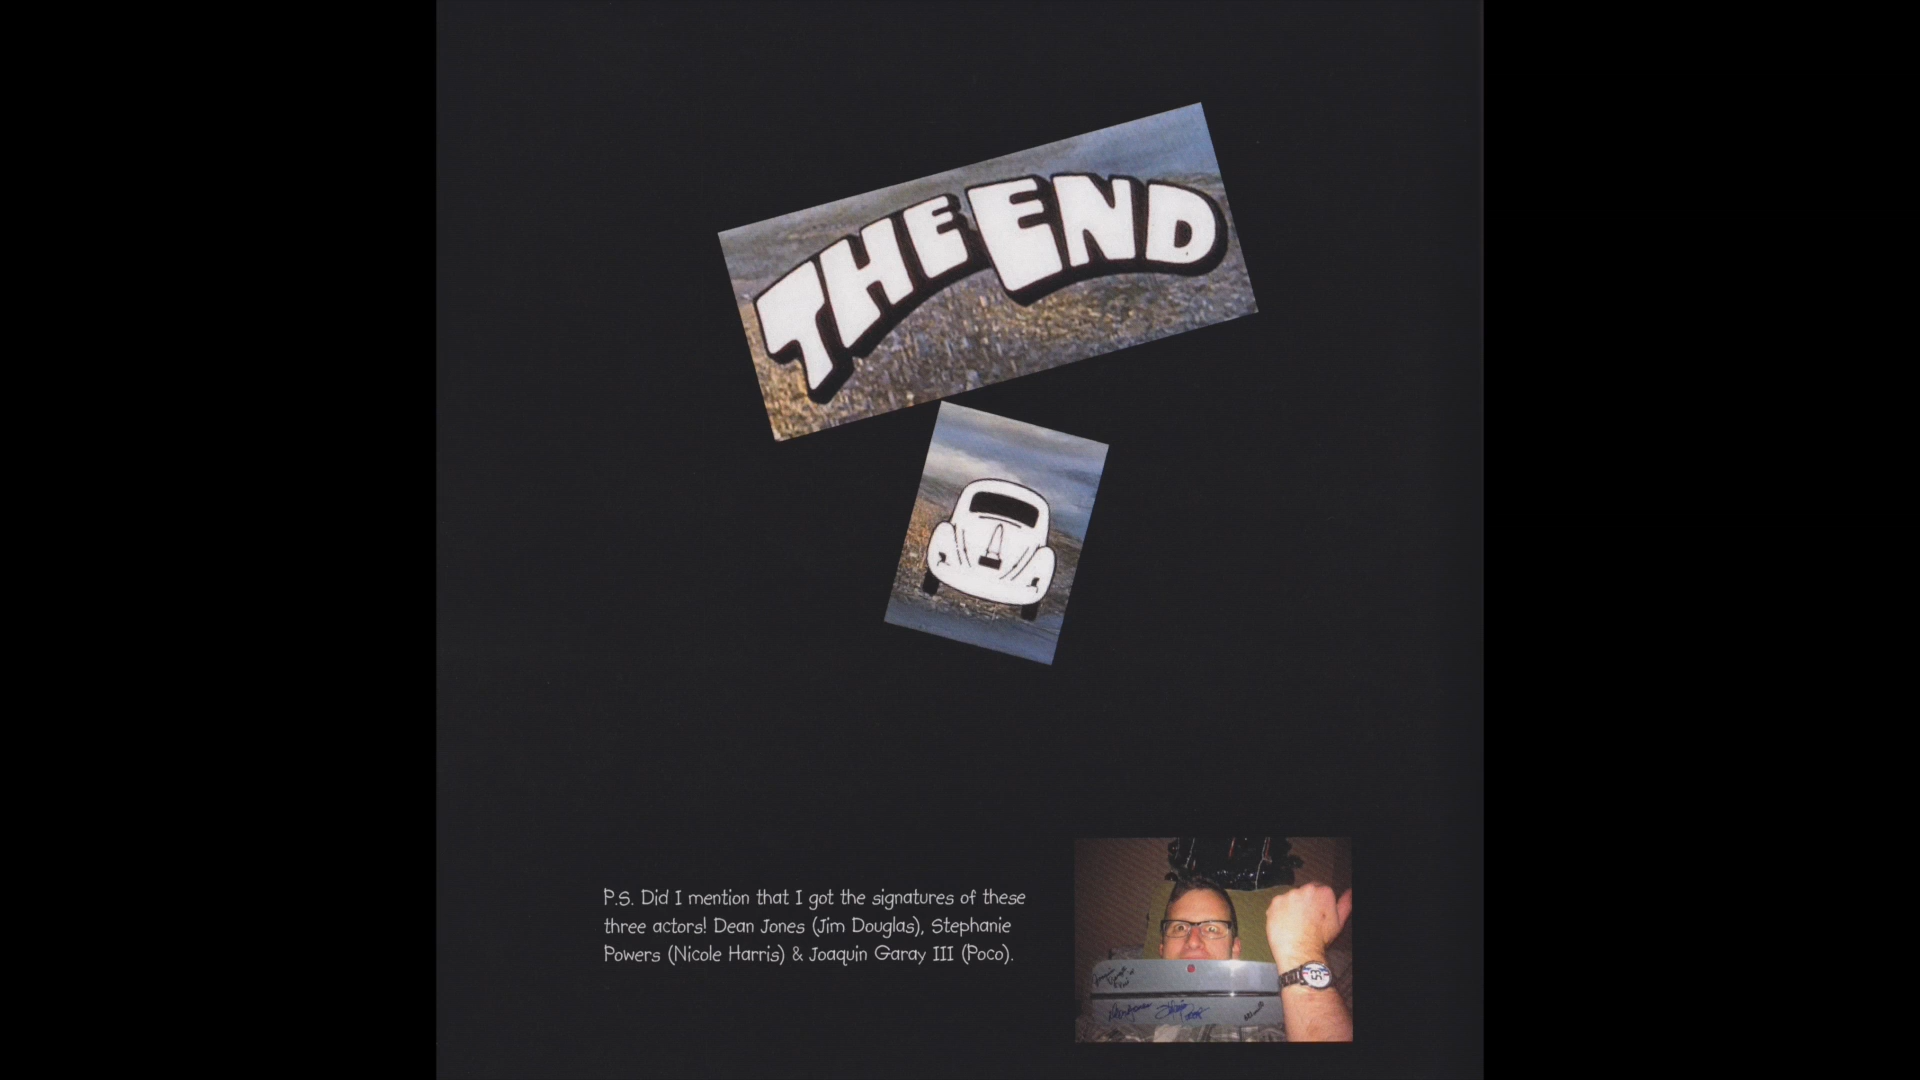 THE END
P.S. Did I mention that I got the signatures of these
three actors! Dean Jones (Jim Douglas), Stephanie
Powers (Nicole Harris) & Joaquin Garay III (Poco).
53